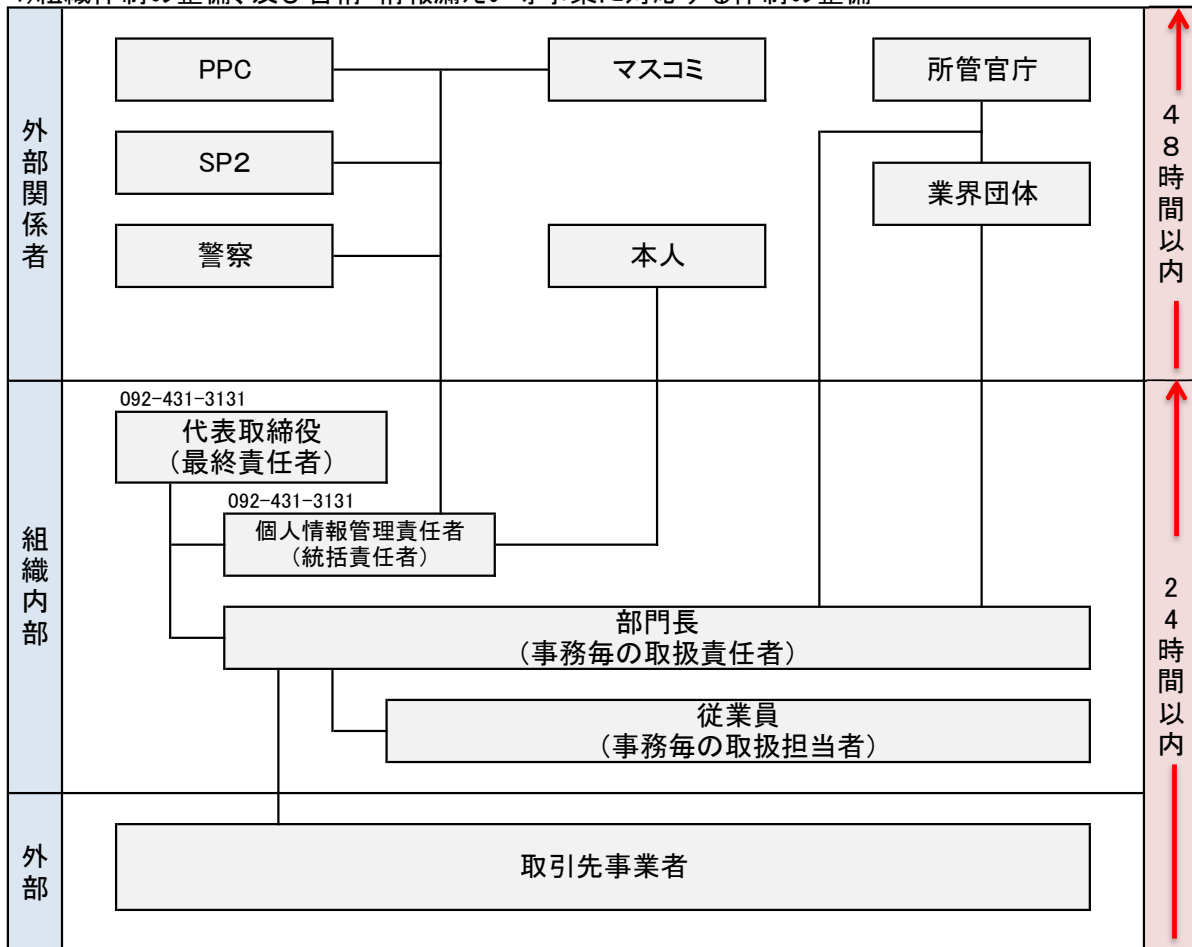 外部関係者
PPC
マスコミ
所管官庁
SP2
業界団体
警察
本人
48時間以内
組織内部
092-431-3131
代表取締役
（最終責任者）
092-431-3131
個人情報管理責任者
（統括責任者）
部門長
（事務毎の取扱責任者）
従業員
（事務毎の取扱担当者）
24時間以内
外部
取引先事業者